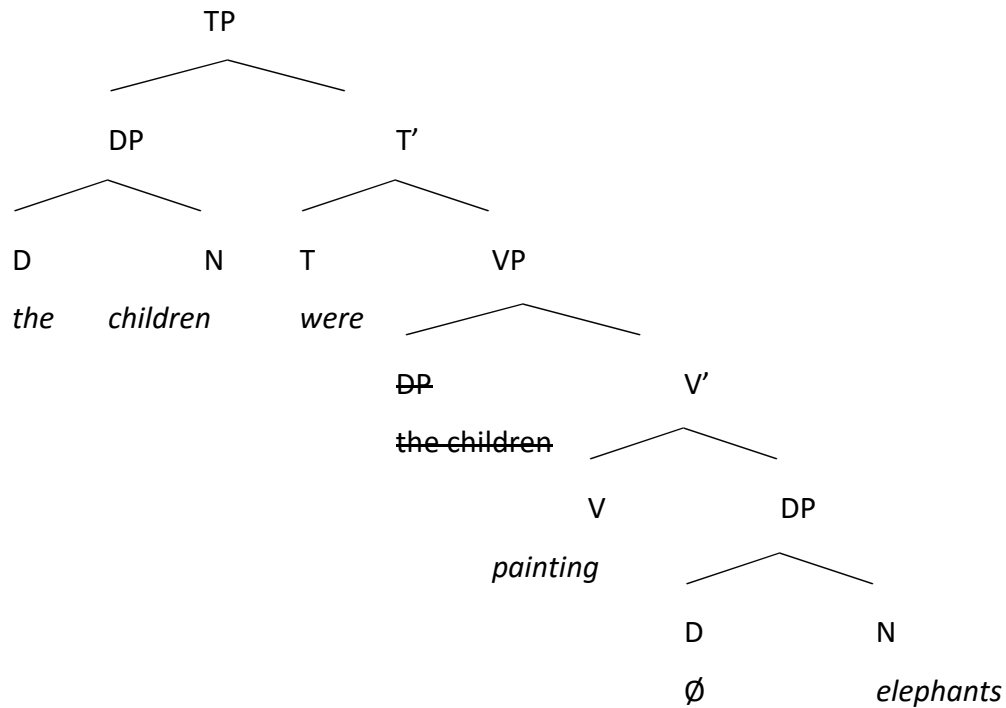 TP
DP T’
D N T VP
the children were
DP V’
the children
V DP
painting
D N
Ø elephants